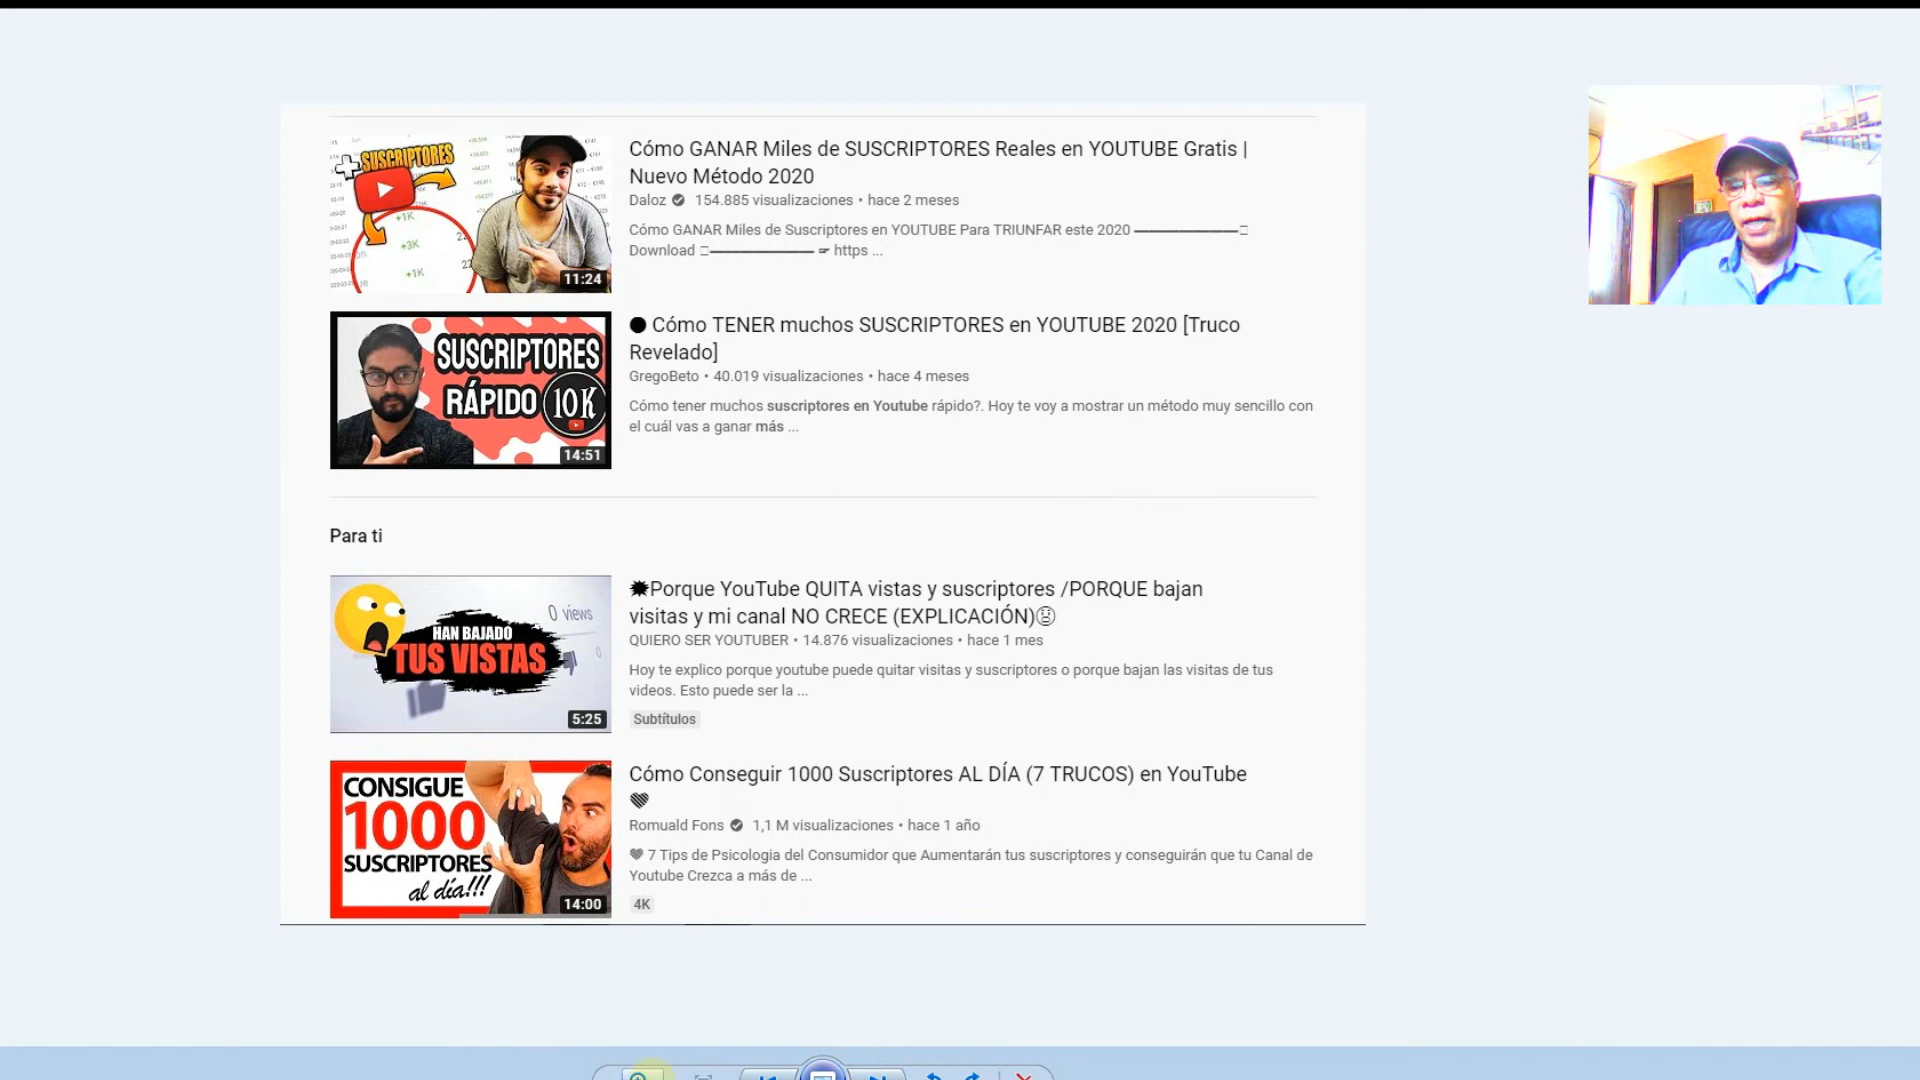 +SUSCRIPTORES
+1K
+3K
+1K
11:24
Cómo GANAR Miles de SUSCRIPTORES Reales en YOUTUBE Gratis |
Nuevo Método 2020
Daloz 154.885 visualizaciones • hace 2 meses
Cómo GANAR Miles de Suscriptores en YOUTUBE Para TRIUNFAR este 2020 ━━━━━━━━□
Download □━━━━━━━━ ☞ https ...
SUSCRIPTORES
RÁPIDO 10K
14:51
● Cómo TENER muchos SUSCRIPTORES en YOUTUBE 2020 [Truco
Revelado]
GregoBeto • 40.019 visualizaciones • hace 4 meses
Cómo tener muchos suscriptores en Youtube rápido?. Hoy te voy a mostrar un método muy sencillo con
el cuál vas a ganar más ...
Para ti
0 views
HAN BAJADO
TUS VISTAS
5:25
Porque YouTube QUITA vistas y suscriptores /PORQUE bajan
visitas y mi canal NO CRECE (EXPLICACIÓN)
QUIERO SER YOUTUBER • 14.876 visualizaciones • hace 1 mes
Hoy te explico porque youtube puede quitar visitas y suscriptores o porque bajan las visitas de tus
videos. Esto puede ser la ...
Subtítulos
CONSIGUE
1000
SUSCRIPTORES
al día!!!
14:00
Cómo Conseguir 1000 Suscriptores AL DÍA (7 TRUCOS) en YouTube
Romuald Fons 1,1 M visualizaciones • hace 1 año
7 Tips de Psicologia del Consumidor que Aumentarán tus suscriptores y conseguirán que tu Canal de
Youtube Crezca a más de ...
4K